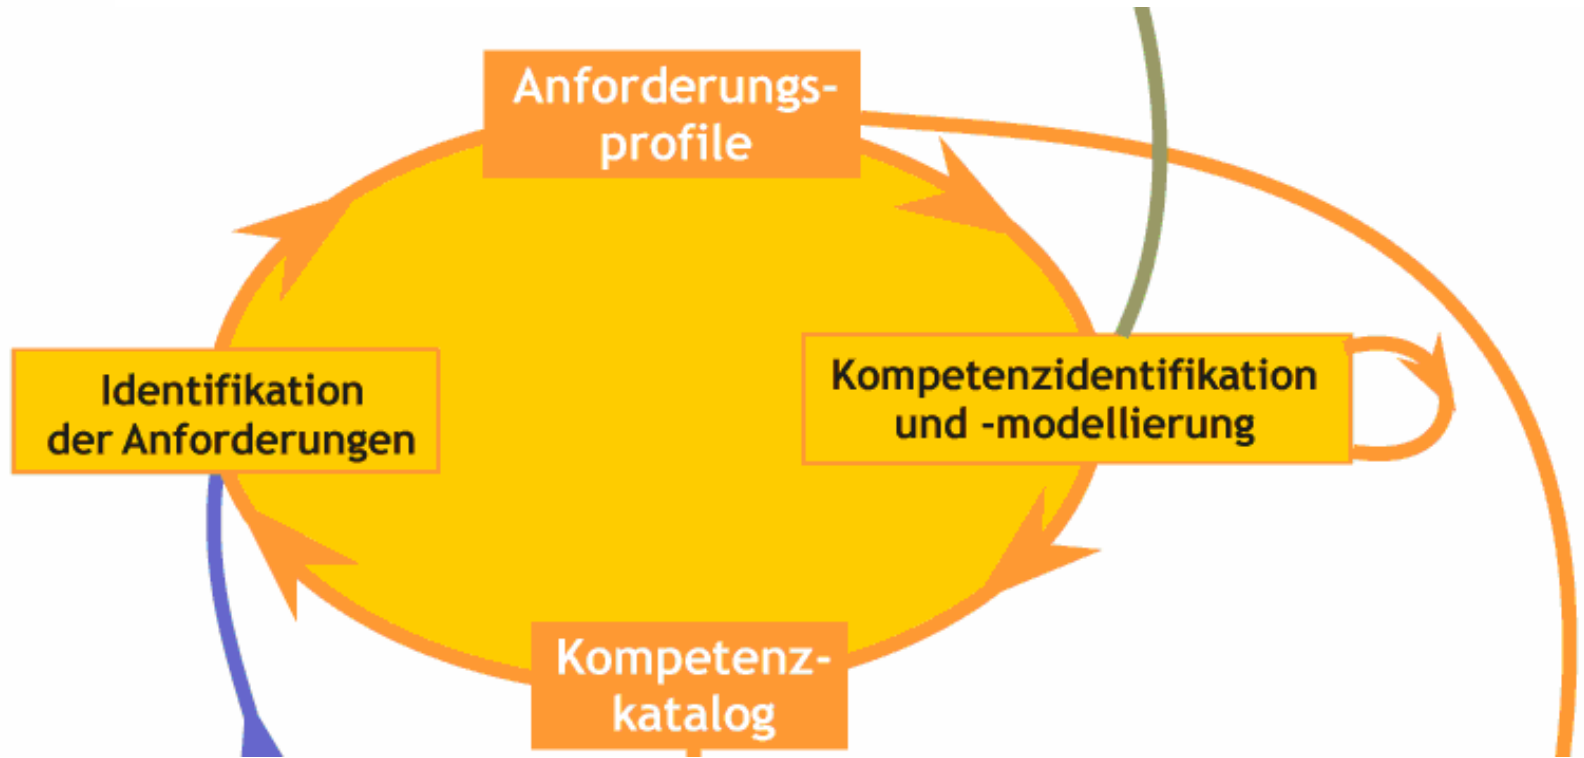 Anforderungs-
profile
Identifikation
der Anforderungen
Kompetenzidentifikation
und -modellierung
Kompetenz-
katalog